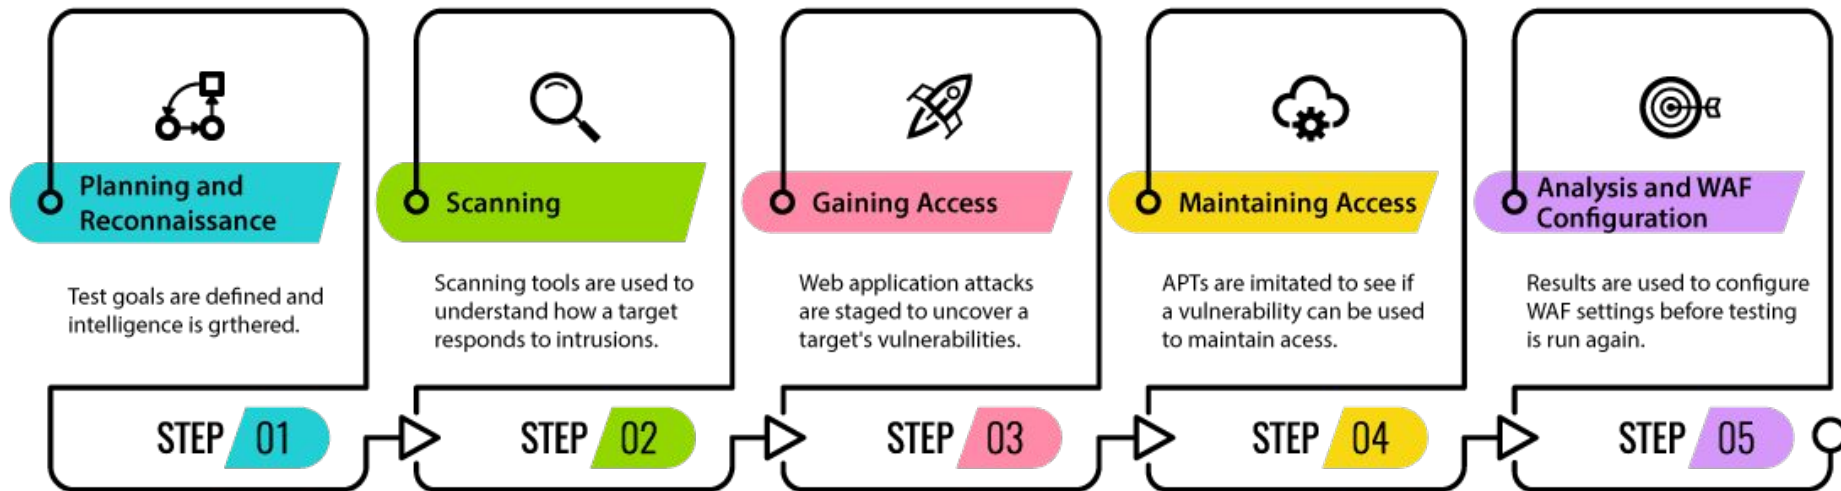 Planning and
Reconnaissance
Test goals are defined and
intelligence is grthered.
STEP 01
Scanning
Scanning tools are used to
understand how a target
responds to intrusions.
STEP 02
Gaining Access
Web application attacks
are staged to uncover a
target's vulnerabilities.
STEP 03
Maintaining Access
APTs are imitated to see if
a vulnerability can be used
to maintain acess.
STEP 04
Analysis and WAF
Configuration
Results are used to configure
WAF settings before testing
is run again.
STEP 05